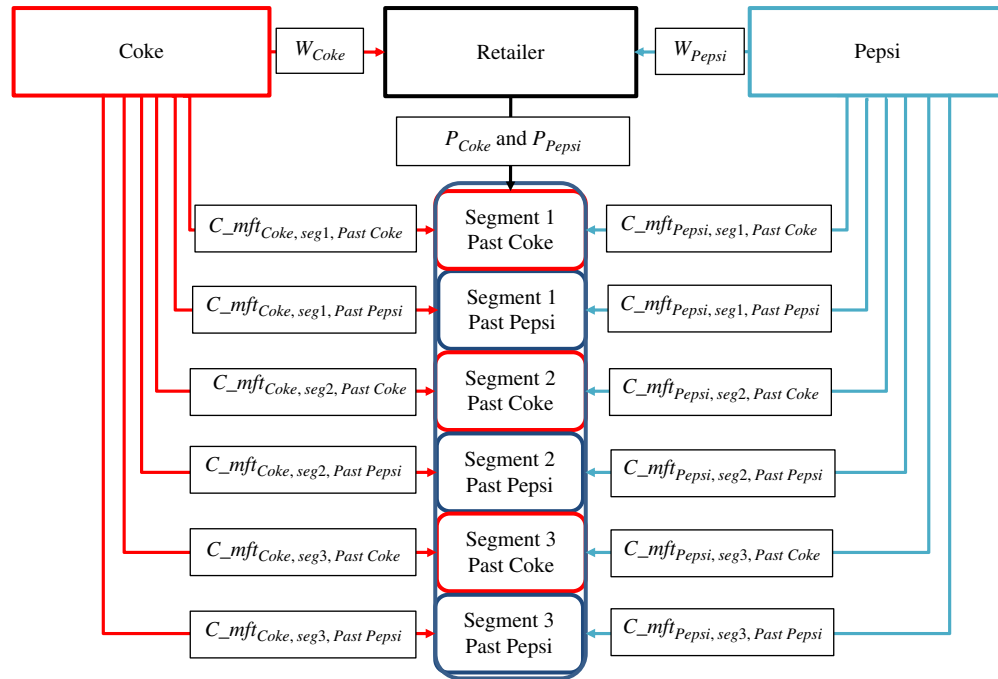 Coke
W_Coke
Retailer
W_Pepsi
Pepsi
P_Coke and P_Pepsi
C_mft_Coke, seg1, Past Coke
Segment 1
Past Coke
C_mft_Pepsi, seg1, Past Coke
C_mft_Coke, seg1, Past Pepsi
Segment 1
Past Pepsi
C_mft_Pepsi, seg1, Past Pepsi
C_mft_Coke, seg2, Past Coke
Segment 2
Past Coke
C_mft_Pepsi, seg2, Past Coke
C_mft_Coke, seg2, Past Pepsi
Segment 2
Past Pepsi
C_mft_Pepsi, seg2, Past Pepsi
C_mft_Coke, seg3, Past Coke
Segment 3
Past Coke
C_mft_Pepsi, seg3, Past Coke
C_mft_Coke, seg3, Past Pepsi
Segment 3
Past Pepsi
C_mft_Pepsi, seg3, Past Pepsi